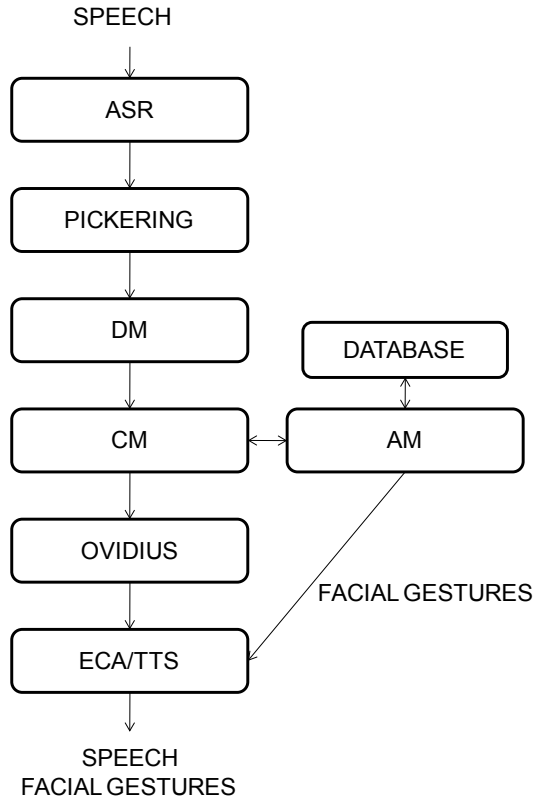 SPEECH
ASR
PICKERING
DM
DATABASE
CM
AM
OVIDIUS
FACIAL GESTURES
ECA/TTS
SPEECH
FACIAL GESTURES